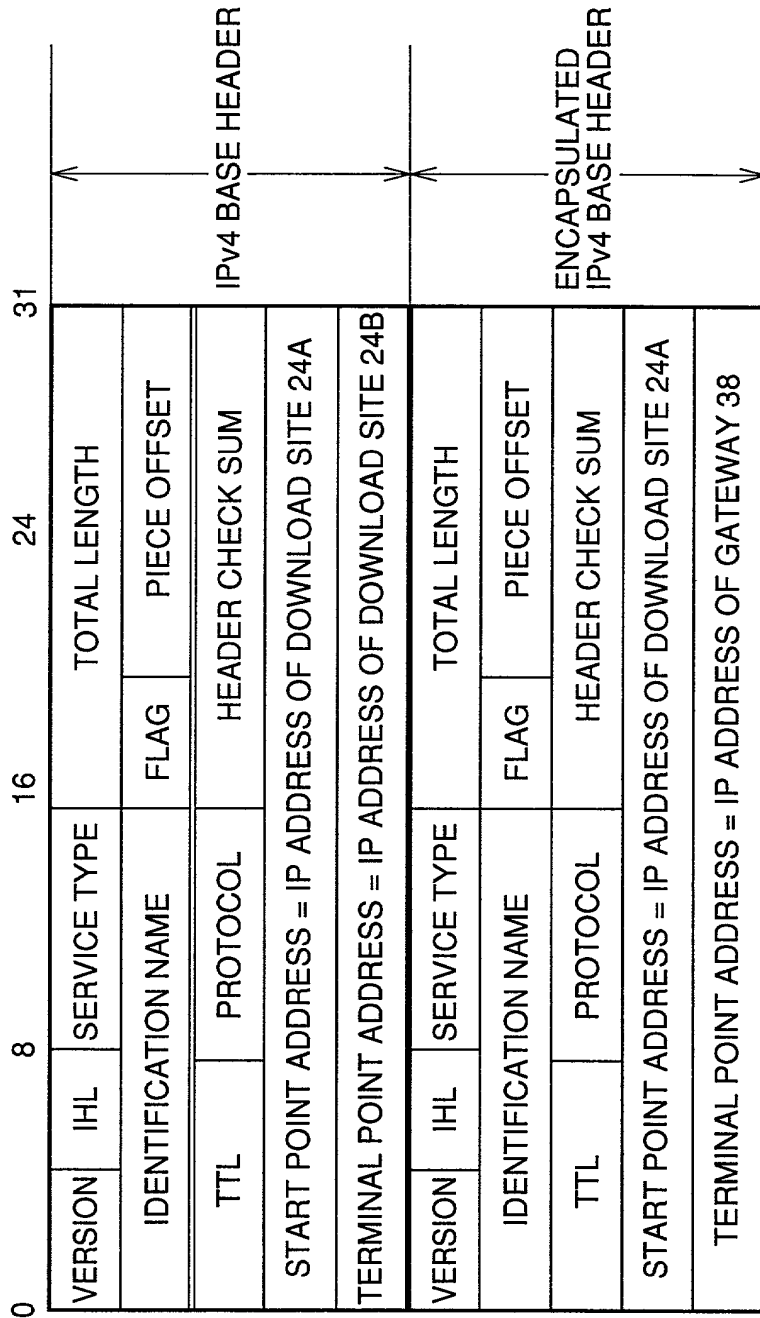 0 8 16 24 31
VERSION IHL SERVICE TYPE TOTAL LENGTH
IDENTIFICATION NAME FLAG PIECE OFFSET
TTL PROTOCOL HEADER CHECK SUM
START POINT ADDRESS = IP ADDRESS OF DOWNLOAD SITE 24A
TERMINAL POINT ADDRESS = IP ADDRESS OF DOWNLOAD SITE 24B
IPv4 BASE HEADER
VERSION IHL SERVICE TYPE TOTAL LENGTH
IDENTIFICATION NAME FLAG PIECE OFFSET
TTL PROTOCOL HEADER CHECK SUM
START POINT ADDRESS = IP ADDRESS OF DOWNLOAD SITE 24A
TERMINAL POINT ADDRESS = IP ADDRESS OF GATEWAY 38
ENCAPSULATED
IPv4 BASE HEADER